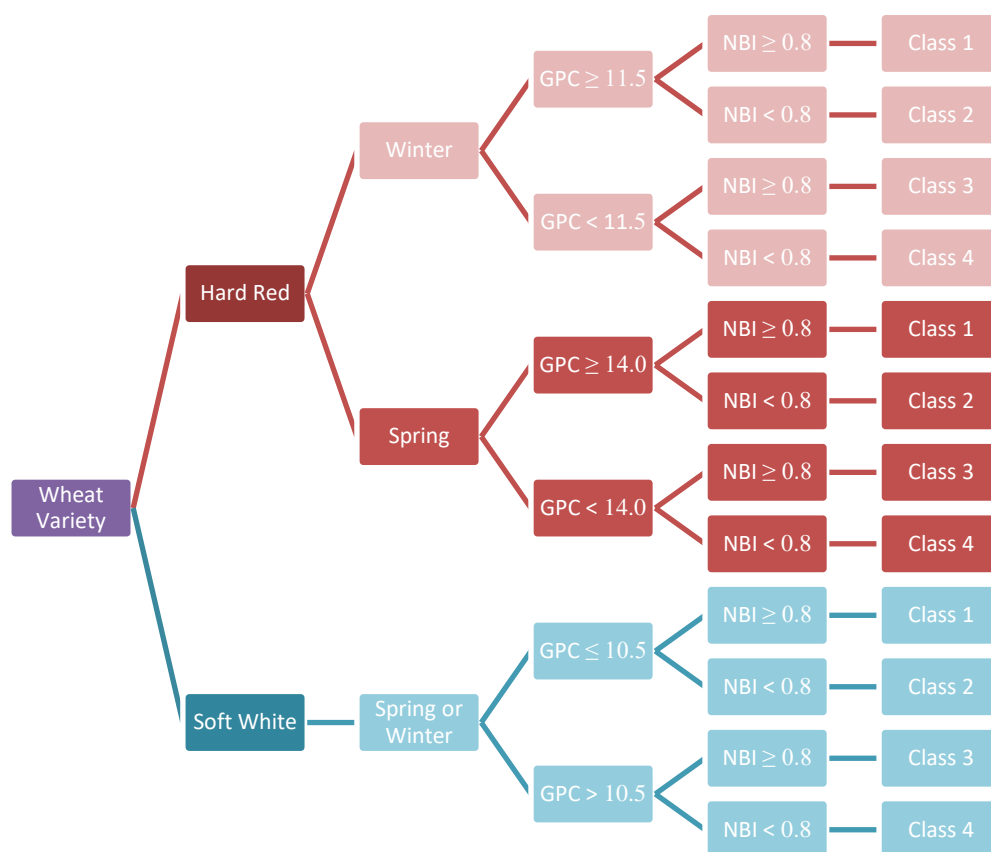 Wheat
Variety
Hard Red
Winter
GPC ≥ 11.5
NBI ≥ 0.8
Class 1
NBI < 0.8
Class 2
GPC < 11.5
NBI ≥ 0.8
Class 3
NBI < 0.8
Class 4
Spring
GPC ≥ 14.0
NBI ≥ 0.8
Class 1
NBI < 0.8
Class 2
GPC < 14.0
NBI ≥ 0.8
Class 3
NBI < 0.8
Class 4
Soft White
Spring or
Winter
GPC ≤ 10.5
NBI ≥ 0.8
Class 1
NBI < 0.8
Class 2
GPC > 10.5
NBI ≥ 0.8
Class 3
NBI < 0.8
Class 4